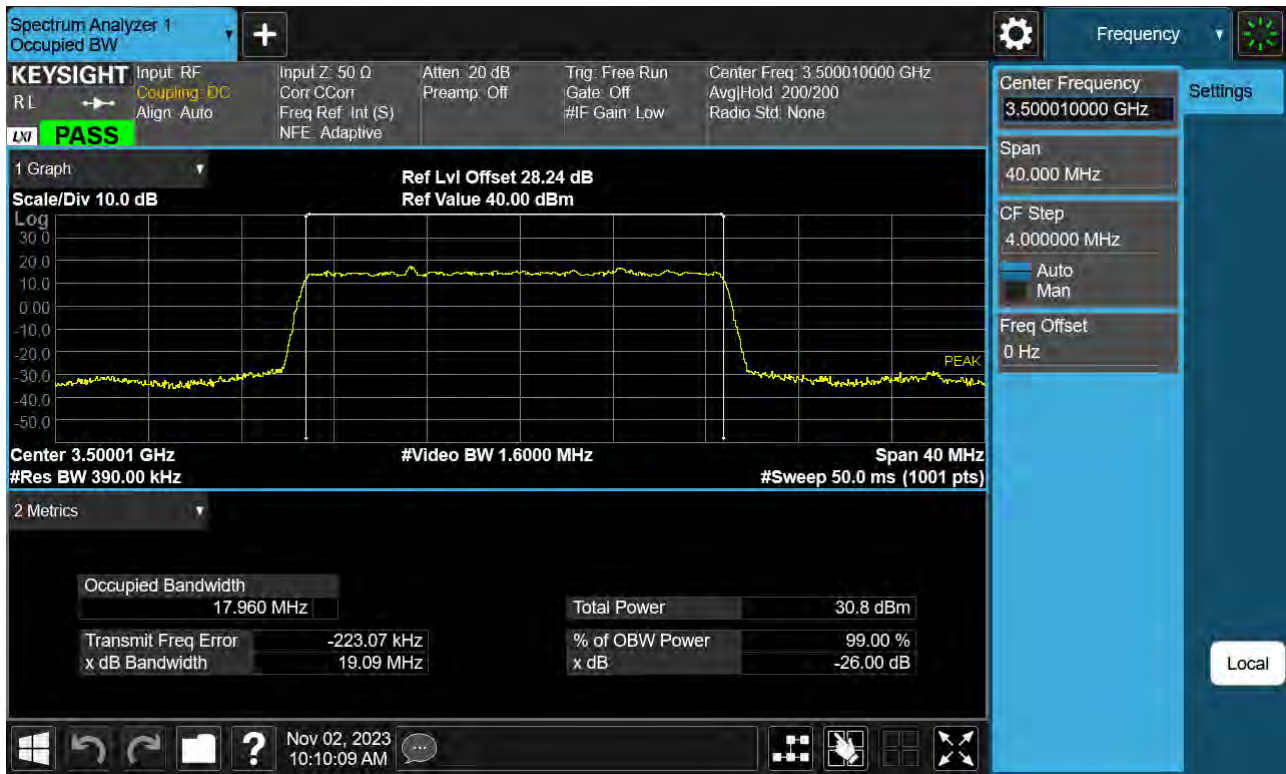 Spectrum Analyzer 1
Occupied BW
Frequency
KEYSIGHT
R L
LXI
PASS
Input: RF
Coupling: DC
Align: Auto
Input Z: 50 Ω
Corr CCorr
Freq Ref: Int (S)
NFE: Adaptive
Atten: 20 dB
Preamp: Off
Trig: Free Run
Gate: Off
#IF Gain: Low
Center Freq: 3.500010000 GHz
Avg|Hold: 200/200
Radio Std: None
Center Frequency
3.500010000 GHz
Settings
Span
40.000 MHz
CF Step
4.000000 MHz
Auto
Man
Freq Offset
0 Hz
Local
1 Graph
Scale/Div 10.0 dB
Ref Lvl Offset 28.24 dB
Ref Value 40.00 dBm
Log
30.0
20.0
10.0
0.00
-10.0
-20.0
-30.0
-40.0
-50.0
PEAK
Center 3.50001 GHz
#Video BW 1.6000 MHz
Span 40 MHz
#Res BW 390.00 kHz
#Sweep 50.0 ms (1001 pts)
2 Metrics
Occupied Bandwidth
17.960 MHz
Total Power 30.8 dBm
Transmit Freq Error -223.07 kHz
% of OBW Power 99.00 %
x dB Bandwidth 19.09 MHz
x dB -26.00 dB
Nov 02, 2023
10:10:09 AM